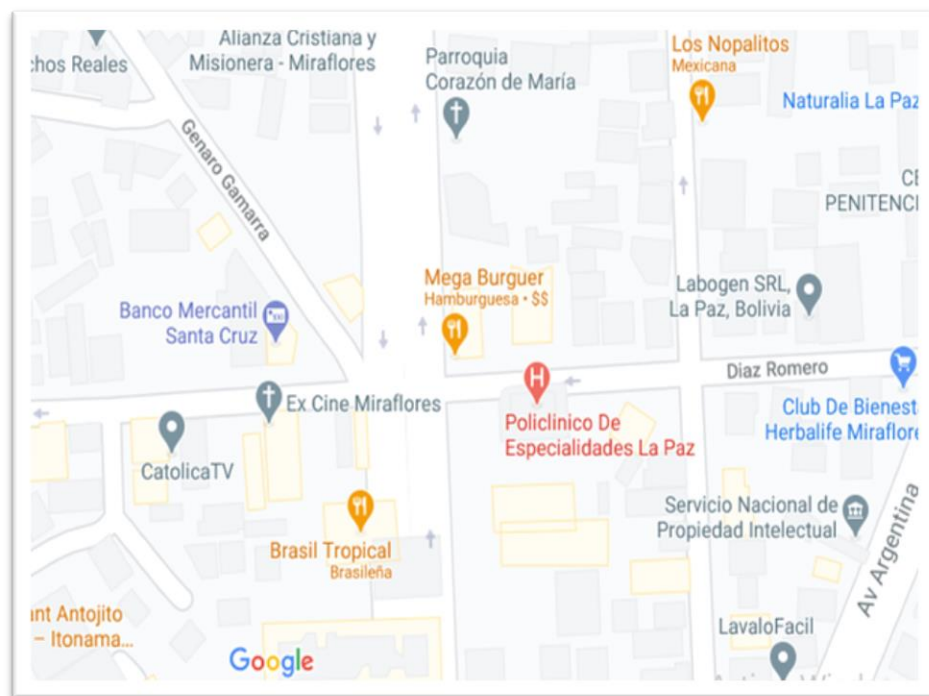 Alianza Cristiana y
Misionera - Miraflores
chos Reales
Parroquia
Corazón de María
Los Nopalitos
Mexicana
Naturalia La Paz
Genaro Gamarra
CE
PENITENCI
Mega Burguer
Hamburguesa • $$
Labogen SRL,
La Paz, Bolivia
Banco Mercantil
Santa Cruz
Diaz Romero
Ex Cine Miraflores
Policlinico De
Especialidades La Paz
Club De Bienesta
Herbalife Miraflore
CatolicaTV
Servicio Nacional de
Propiedad Intelectual
Brasil Tropical
Brasileña
Av Argentina
ant Antojito
– Itonama...
LavaloFacil
Google